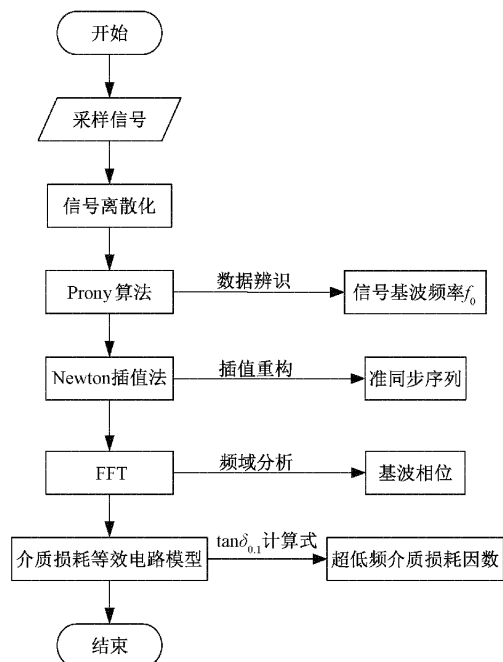 开始
采样信号
信号离散化
Prony算法
数据辨识
信号基波频率f₀
Newton插值法
插值重构
准同步序列
FFT
频域分析
基波相位
介质损耗等效电路模型
tanδ₀.₁计算式
超低频介质损耗因数
结束